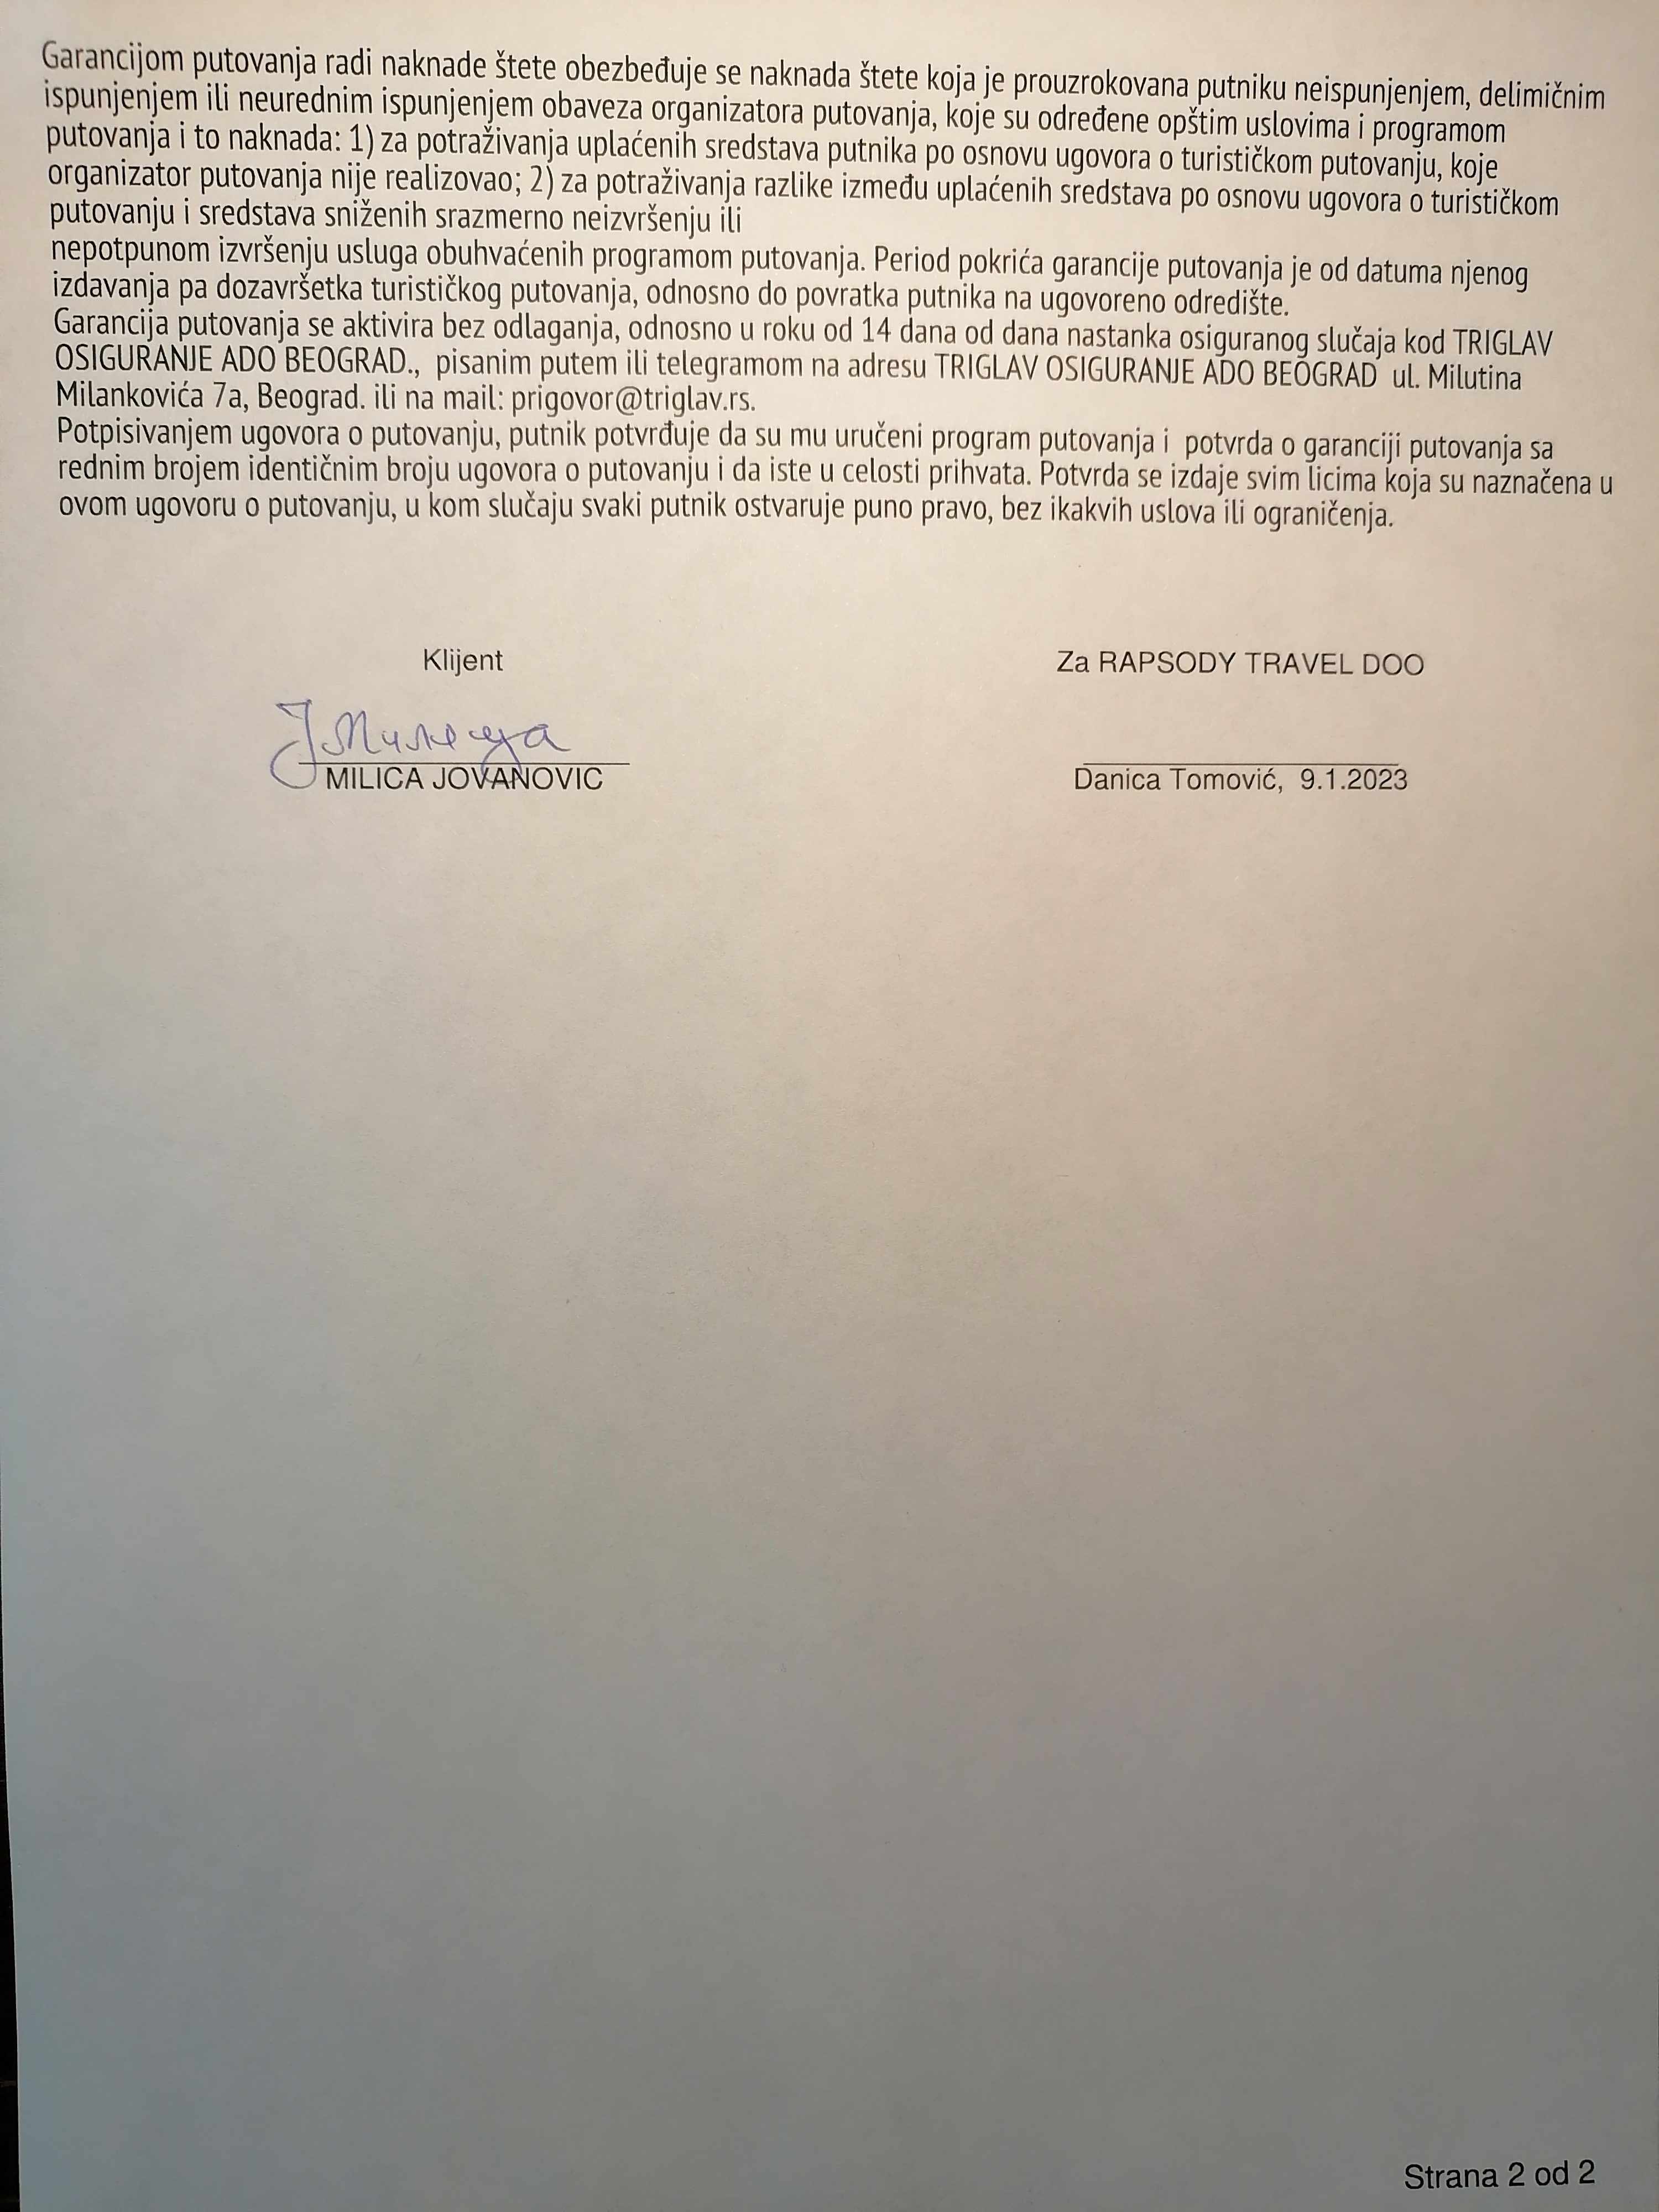 Garancijom putovanja radi naknade štete obezbeđuje se naknada štete koja je prouzrokovana putniku neispunjenjem, delimičnim
ispunjenjem ili neurednim ispunjenjem obaveza organizatora putovanja, koje su određene opštim uslovima i programom
putovanja i to naknada: 1) za potraživanja uplaćenih sredstava putnika po osnovu ugovora o turističkom putovanju, koje
organizator putovanja nije realizovao; 2) za potraživanja razlike između uplaćenih sredstava po osnovu ugovora o turističkom
putovanju i sredstava sniženih srazmerno neizvršenju ili
nepotpunom izvršenju usluga obuhvaćenih programom putovanja. Period pokrića garancije putovanja je od datuma njenog
izdavanja pa dozavršetka turističkog putovanja, odnosno do povratka putnika na ugovoreno odredište.
Garancija putovanja se aktivira bez odlaganja, odnosno u roku od 14 dana od dana nastanka osiguranog slučaja kod TRIGLAV
OSIGURANJE ADO BEOGRAD., pisanim putem ili telegramom na adresu TRIGLAV OSIGURANJE ADO BEOGRAD ul. Milutina
Milankovića 7a, Beograd. ili na mail: prigovor@triglav.rs.
Potpisivanjem ugovora o putovanju, putnik potvrđuje da su mu uručeni program putovanja i potvrda o garanciji putovanja sa
rednim brojem identičnim broju ugovora o putovanju i da iste u celosti prihvata. Potvrda se izdaje svim licima koja su naznačena u
ovom ugovoru o putovanju, u kom slučaju svaki putnik ostvaruje puno pravo, bez ikakvih uslova ili ograničenja.
Klijent
Za RAPSODY TRAVEL DOO
Ј Милица
MILICA JOVANOVIC
Danica Tomović, 9.1.2023
Strana 2 od 2